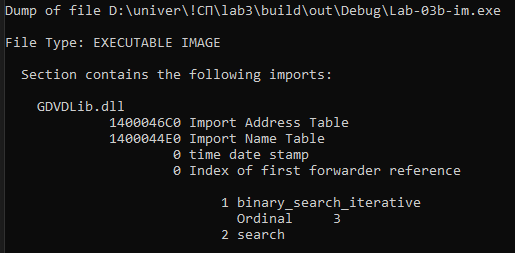 Dump of file D:\univer\!СП\lab3\build\out\Debug\Lab-03b-im.exe
File Type: EXECUTABLE IMAGE
Section contains the following imports:
GDVDLib.dll
1400046C0 Import Address Table
1400044E0 Import Name Table
0 time date stamp
0 Index of first forwarder reference
1 binary_search_iterative
Ordinal 3
2 search